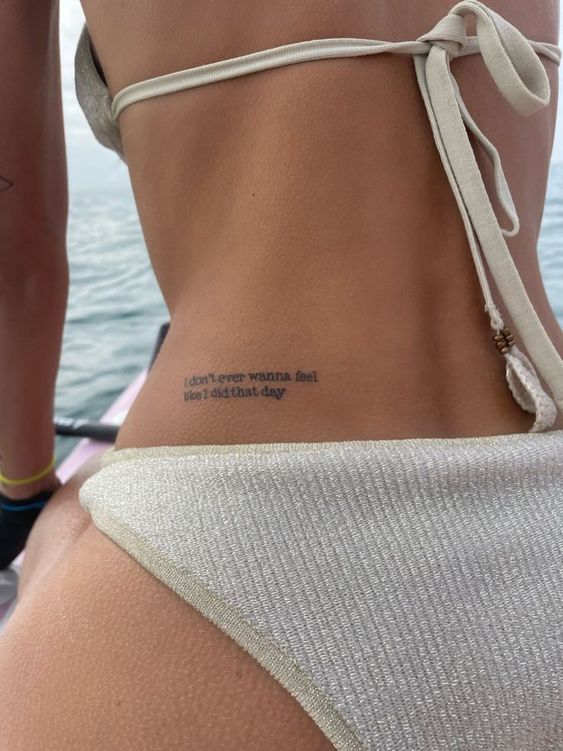 I don't ever wanna feel
like I did that day